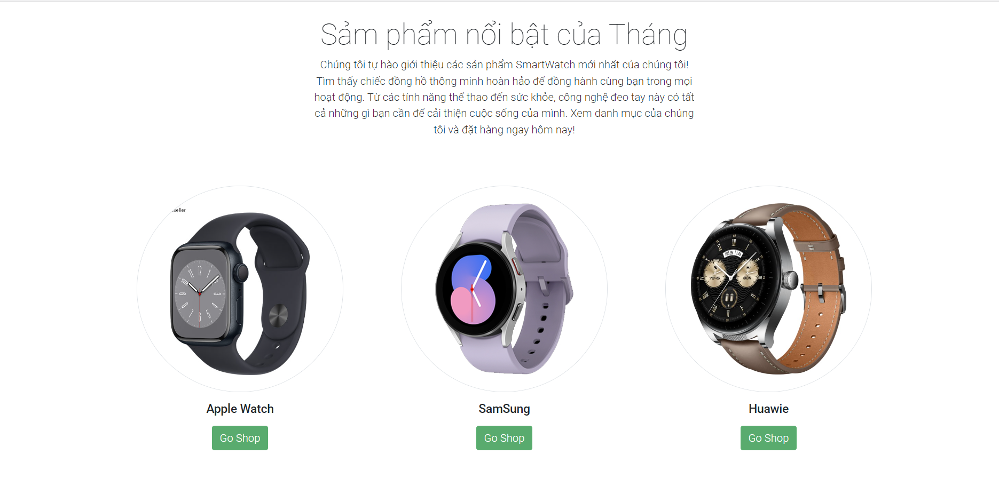 Sảm phẩm nổi bật của Tháng
Chúng tôi tự hào giới thiệu các sản phẩm SmartWatch mới nhất của chúng tôi!
Tìm thấy chiếc đồng hồ thông minh hoàn hảo để đồng hành cùng bạn trong mọi
hoạt động. Từ các tính năng thể thao đến sức khỏe, công nghệ đeo tay này có tất
cả những gì bạn cần để cải thiện cuộc sống của mình. Xem danh mục của chúng
tôi và đặt hàng ngay hôm nay!
Apple Watch
SamSung
Huawie
Go Shop
Go Shop
Go Shop